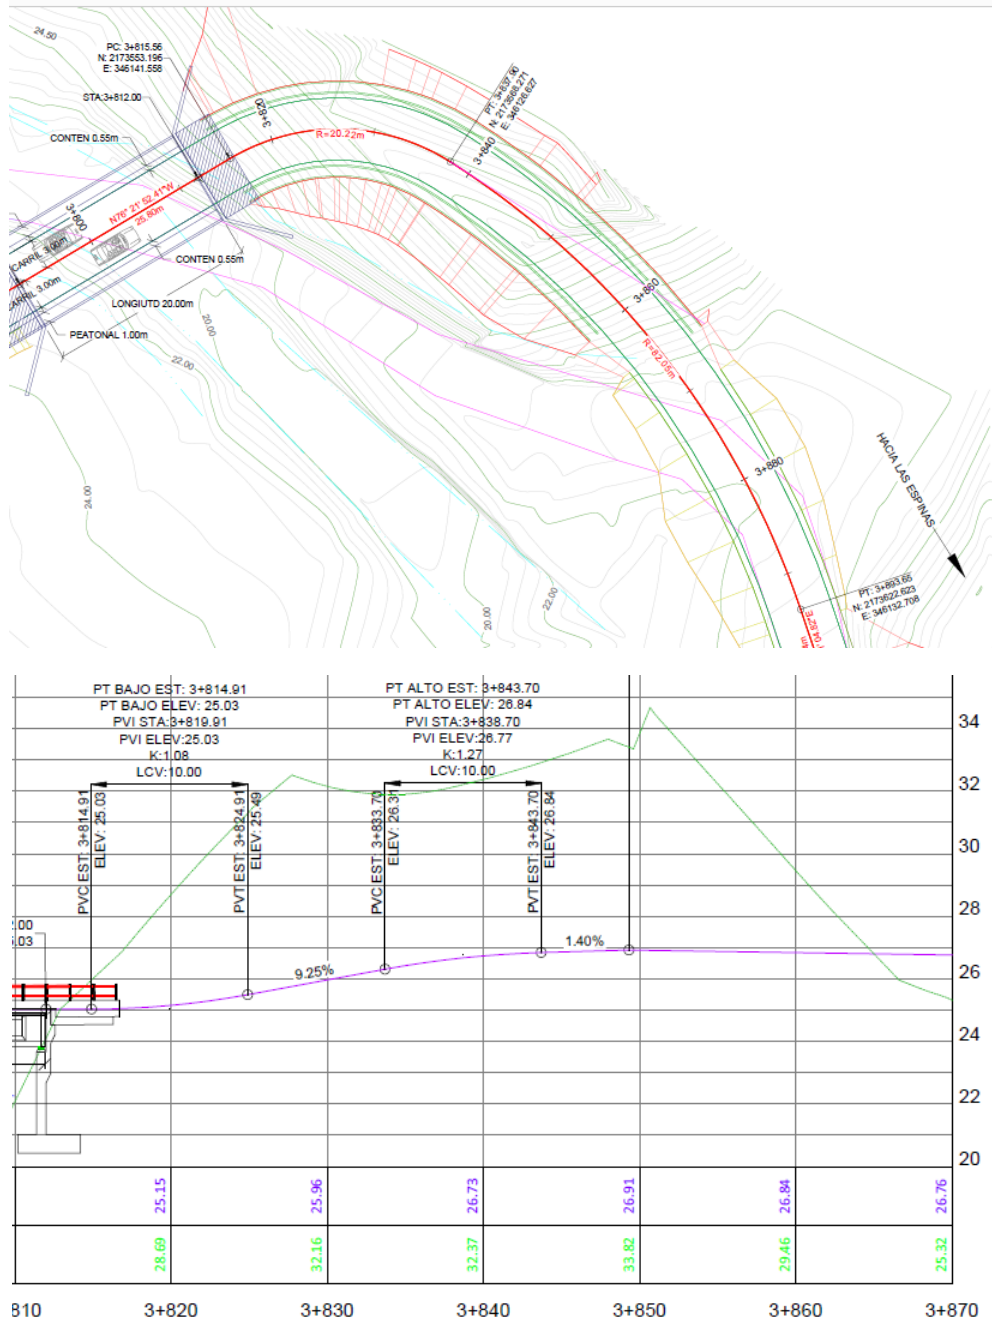 24.50
PC: 3+815.56
N: 2173553.196
E: 346141.558
STA:3+812.00
CONTEN 0.55m
3+820
R=20.22m
PT: 3+837.90
N: 2173568.271
E: 346126.627
3+840
N76° 21' 52.41"W
25.80m
3+800
CARRIL 3.00m
CONTEN 0.55m
LONGIUTD 20.00m
PEATONAL 1.00m
20.00
22.00
3+860
R=82.05m
3+880
HACIA LAS ESPINAS
24.00
22.00
20.00
PT: 3+893.65
N: 2173622.623
E: 346132.708
PT BAJO EST: 3+814.91
PT BAJO ELEV: 25.03
PVI STA:3+819.91
PVI ELEV:25.03
K:1.08
LCV:10.00
PT ALTO EST: 3+843.70
PT ALTO ELEV: 26.84
PVI STA:3+838.70
PVI ELEV:26.77
K:1.27
LCV:10.00
PVC EST: 3+814.91
ELEV: 25.03
PVT EST: 3+824.91
ELEV: 25.49
PVC EST: 3+833.70
ELEV: 26.31
PVT EST: 3+843.70
ELEV: 26.84
9.25%
1.40%
34
32
30
28
26
24
22
20
25.15
25.96
26.73
26.91
26.84
26.76
28.69
32.16
32.37
33.82
29.46
25.32
810
3+820
3+830
3+840
3+850
3+860
3+870